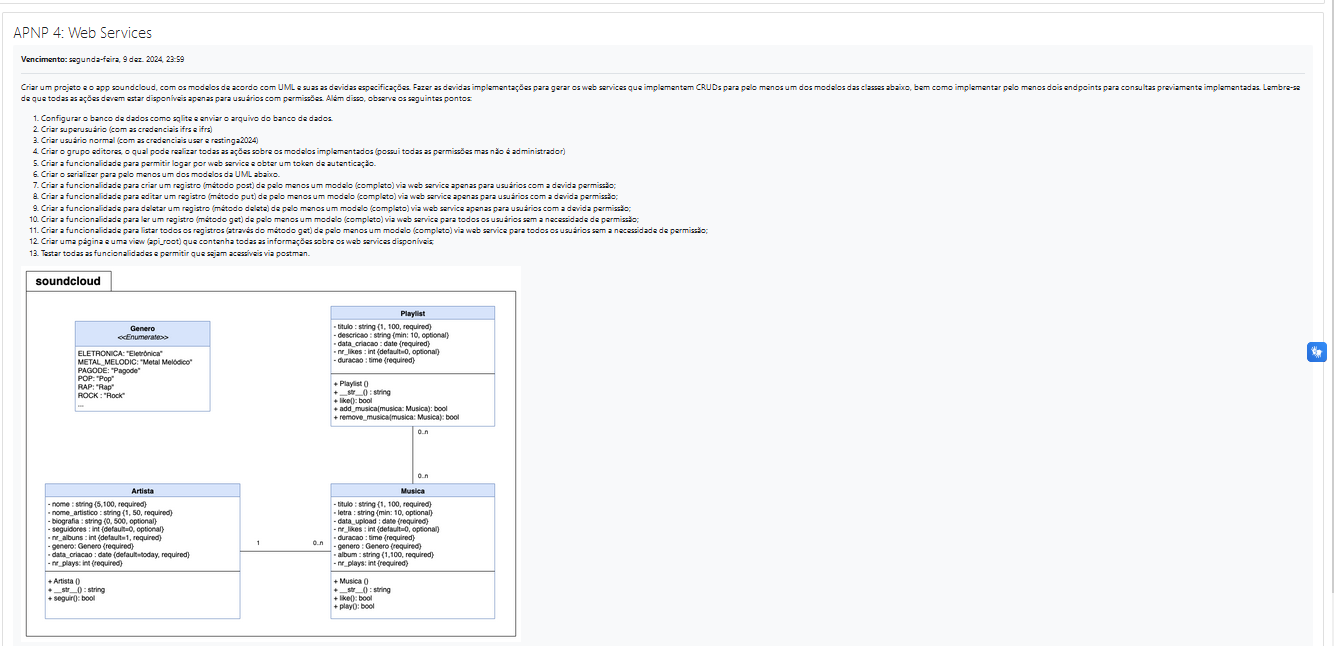 APNP 4: Web Services
Vencimento: segunda-feira, 9 dez. 2024, 23:59
Criar um projeto e o app soundcloud, com os modelos de acordo com UML e suas as devidas especificações. Fazer as devidas implementações para gerar os web services que implementem CRUDs para pelo menos um dos modelos das classes abaixo, bem como implementar pelo menos dois endpoints para consultas previamente implementadas. Lembre-se
de que todas as ações devem estar disponíveis apenas para usuários com permissões. Além disso, observe os seguintes pontos:
1. Configurar o banco de dados como sqlite e enviar o arquivo do banco de dados.
2. Criar superusuário (com as credenciais ifrs e ifrs)
3. Criar usuário normal (com as credenciais user e restinga2024)
4. Criar o grupo editores, o qual pode realizar todas as ações sobre os modelos implementados (possui todas as permissões mas não é administrador)
5. Criar a funcionalidade para permitir logar por web service e obter um token de autenticação.
6. Criar o serializer para pelo menos um dos modelos da UML abaixo.
7. Criar a funcionalidade para criar um registro (método post) de pelo menos um modelo (completo) via web service apenas para usuários com a devida permissão;
8. Criar a funcionalidade para editar um registro (método put) de pelo menos um modelo (completo) via web service apenas para usuários com a devida permissão;
9. Criar a funcionalidade para deletar um registro (método delete) de pelo menos um modelo (completo) via web service apenas para usuários com a devida permissão;
10. Criar a funcionalidade para ler um registro (método get) de pelo menos um modelo (completo) via web service para todos os usuários sem a necessidade de permissão;
11. Criar a funcionalidade para listar todos os registros (através do método get) de pelo menos um modelo (completo) via web service para todos os usuários sem a necessidade de permissão;
12. Criar uma página e uma view (api_root) que contenha todas as informações sobre os web services disponíveis;
13. Testar todas as funcionalidades e permitir que sejam acessíveis via postman.
soundcloud
Genero
<<Enumerate>>
ELETRONICA: "Eletrônica"
METAL_MELODIC: "Metal Melódico"
PAGODE: "Pagode"
POP: "Pop"
RAP: "Rap"
ROCK : "Rock"
...
Playlist
- titulo : string {1, 100, required}
- descricao : string {min: 10, optional}
- data_criacao : date {required}
- nr_likes : int {default=0, optional}
- duracao : time {required}
+ Playlist ()
+ __str__() : string
+ like(): bool
+ add_musica(musica: Musica): bool
+ remove_musica(musica: Musica): bool
0..n
0..n
Artista
- nome : string {5,100, required}
- nome_artistico : string {1, 50, required}
- biografia : string {0, 500, optional}
- seguidores : int {default=0, optional}
- nr_albuns : int {default=1, required}
- genero: Genero {required}
- data_criacao : date {default=today, required}
- nr_plays: int {required}
+ Artista ()
+ __str__() : string
+ seguir(): bool
1
0..n
Musica
- titulo : string {1, 100, required}
- letra : string {min: 10, optional}
- data_upload : date {required}
- nr_likes : int {default=0, optional}
- duracao : time {required}
- genero : Genero {required}
- album : string {1,100, required}
- nr_plays: int {required}
+ Musica ()
+ __str__() : string
+ like(): bool
+ play(): bool